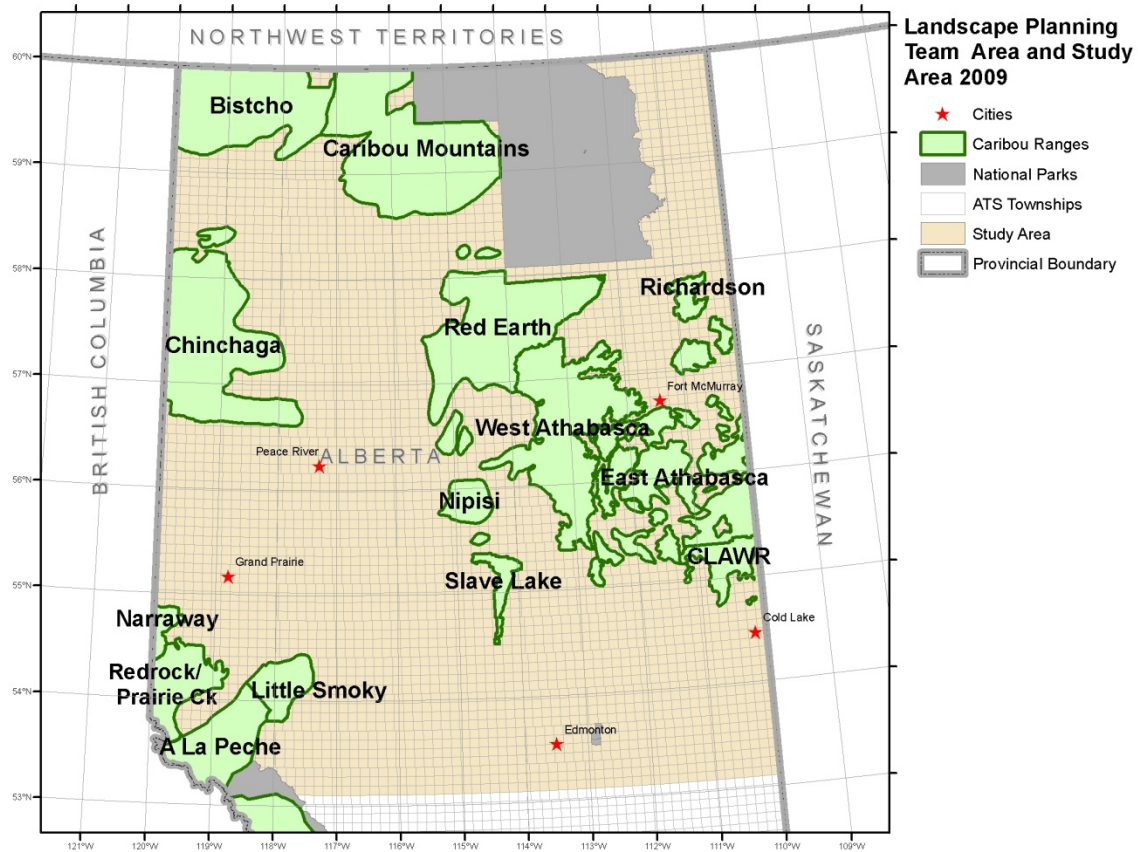 NORTHWEST TERRITORIES
Landscape Planning
Team Area and Study
Area 2009
Cities
Caribou Ranges
National Parks
ATS Townships
Study Area
Provincial Boundary
60°N
59°N
58°N
57°N
56°N
55°N
54°N
53°N
BRITISH COLUMBIA
SASKATCHEWAN
ALBERTA
Bistcho
Caribou Mountains
Richardson
Red Earth
Chinchaga
Fort McMurray
West Athabasca
Peace River
East Athabasca
Nipisi
CLAWR
Slave Lake
Grand Prairie
Narraway
Cold Lake
Redrock/
Prairie Ck
Little Smoky
Edmonton
A La Peche
121°W
120°W
119°W
118°W
117°W
116°W
115°W
114°W
113°W
112°W
111°W
110°W
109°W